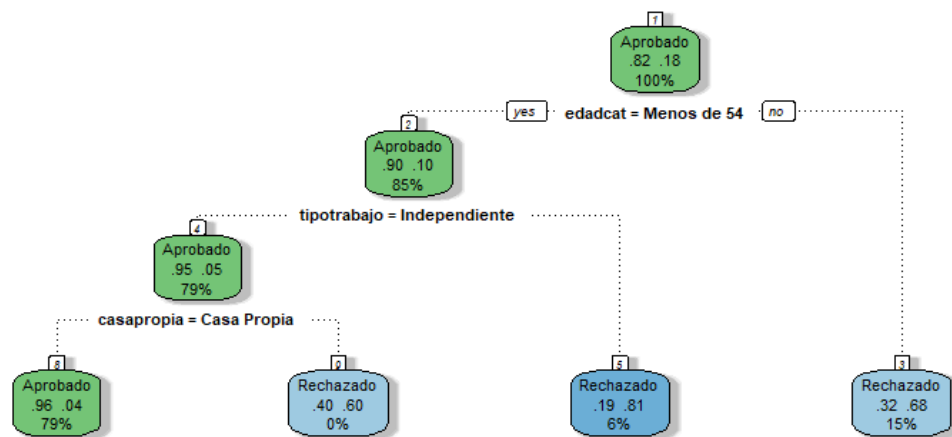 1
Aprobado
.82 .18
100%
yes edadcat = Menos de 54 no
2
Aprobado
.90 .10
85%
tipotrabajo = Independiente
4
Aprobado
.95 .05
79%
casapropia = Casa Propia
8
Aprobado
.96 .04
79%
9
Rechazado
.40 .60
0%
5
Rechazado
.19 .81
6%
3
Rechazado
.32 .68
15%